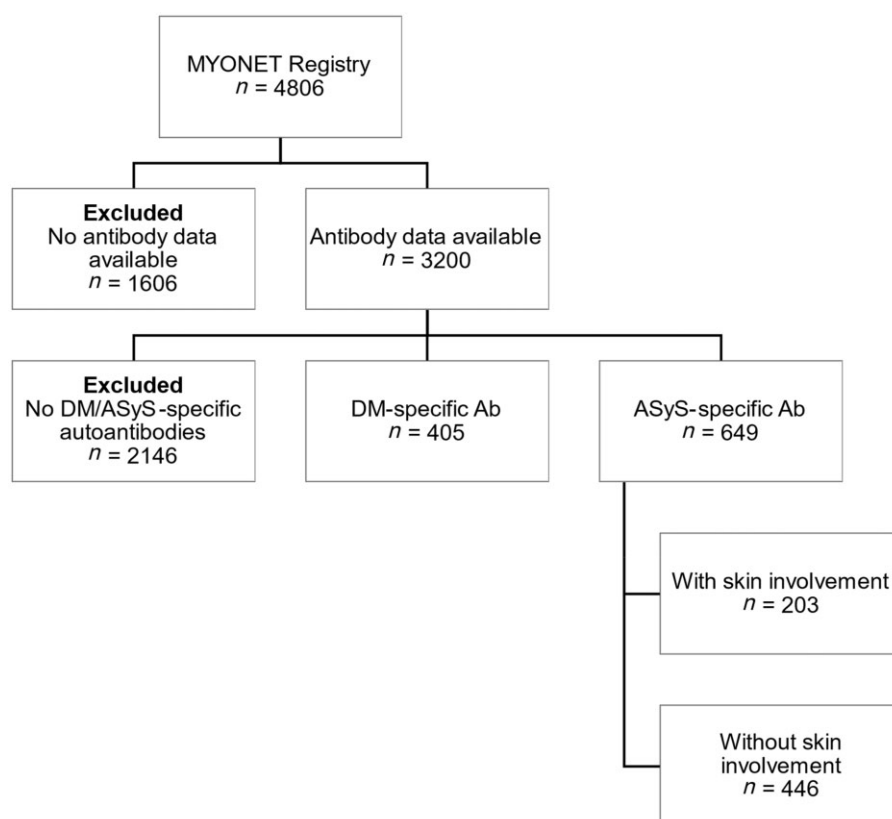 MYONET Registry
n = 4806
Excluded
No antibody data
available
n = 1606
Antibody data available
n = 3200
Excluded
No DM/ASyS-specific
autoantibodies
n = 2146
DM-specific Ab
n = 405
ASyS-specific Ab
n = 649
With skin involvement
n = 203
Without skin
involvement
n = 446